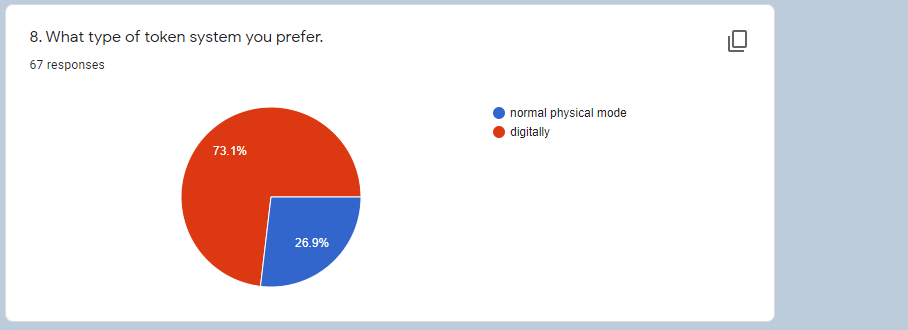 8. What type of token system you prefer.
67 responses
normal physical mode
digitally
73.1%
26.9%